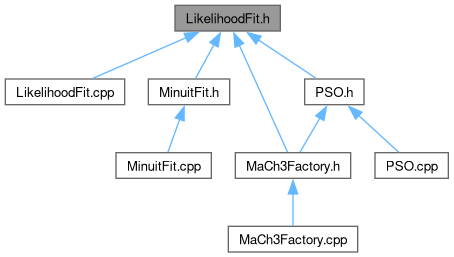 LikelihoodFit.h
LikelihoodFit.cpp
MinuitFit.h
PSO.h
MinuitFit.cpp
MaCh3Factory.h
PSO.cpp
MaCh3Factory.cpp